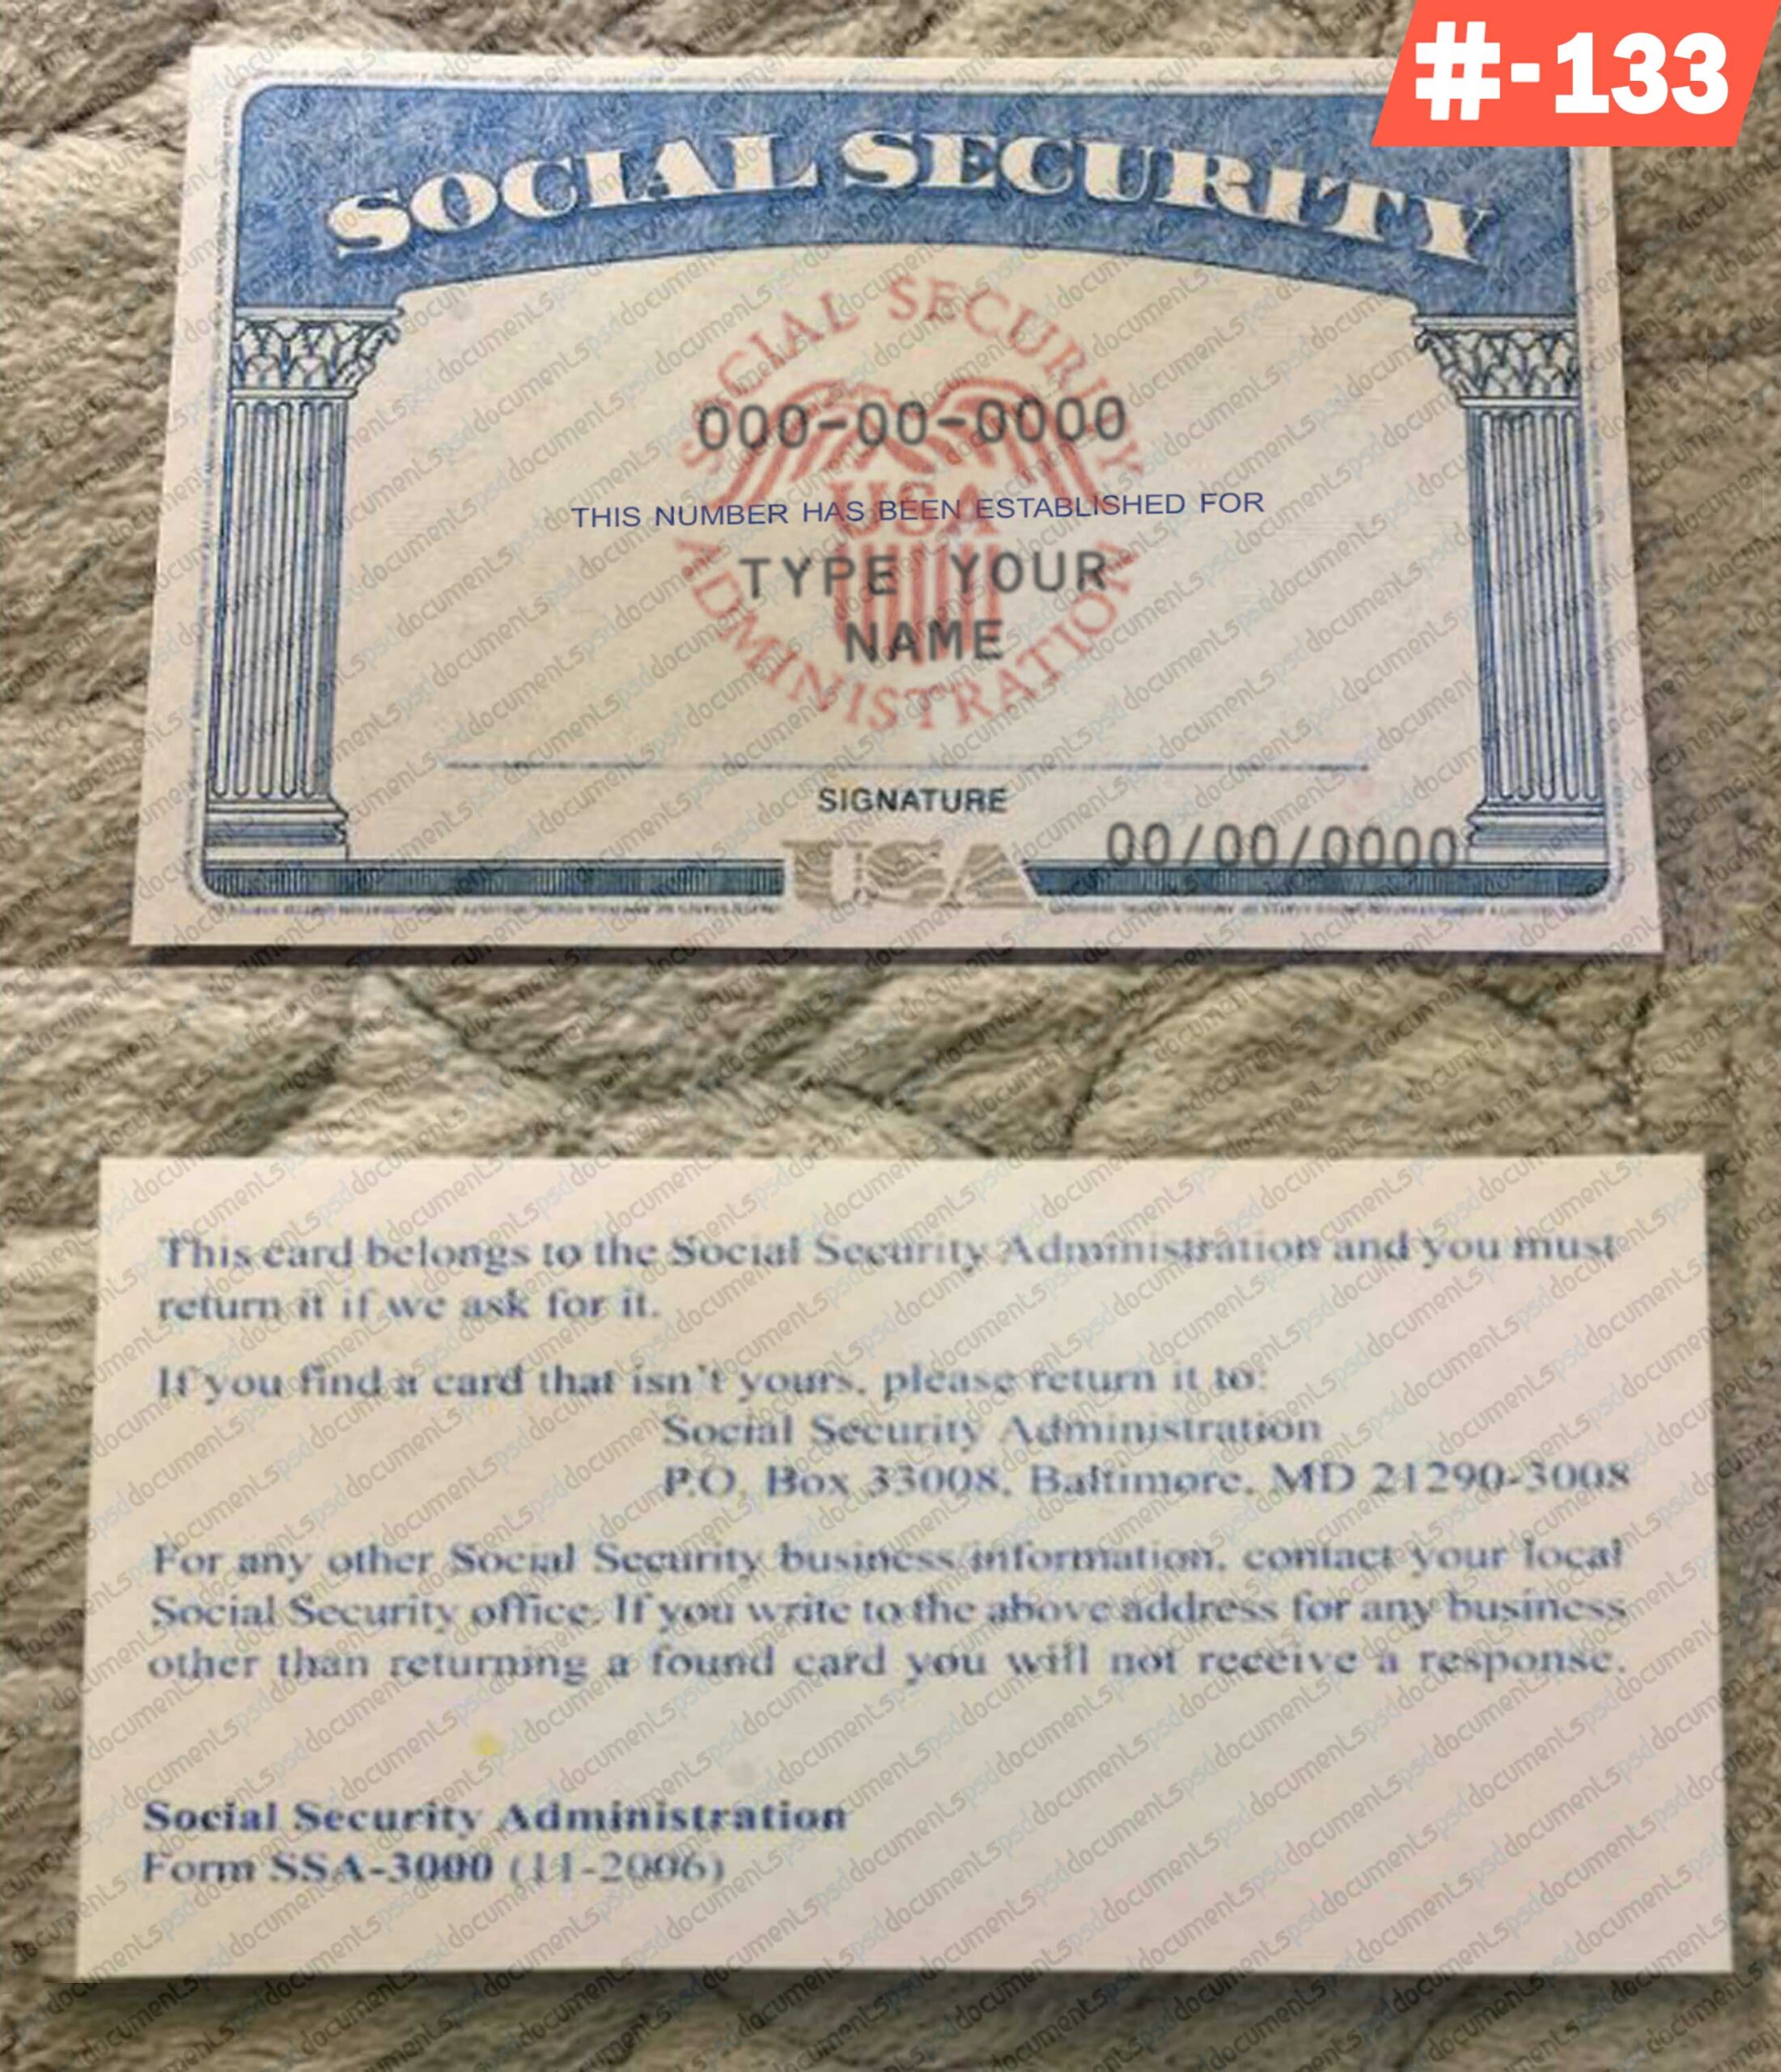 #-133
SOCIAL SECURITY
SOCIAL SECURITY
000-00-0000
USA
THIS NUMBER HAS BEEN ESTABLISHED FOR
TYPE YOUR
NAME
ADMINISTRATION
SIGNATURE
00/00/0000
USA
This card belongs to the Social Security Administration and you must
return it if we ask for it.
If you find a card that isn't yours, please return it to:
Social Security Administration
P.O. Box 33008, Baltimore, MD 21290-3008
For any other Social Security business/information, contact your local
Social Security office. If you write to the above address for any business
other than returning a found card you will not receive a response.
Social Security Administration
Form SSA-3000 (11-2006)
psddocuments